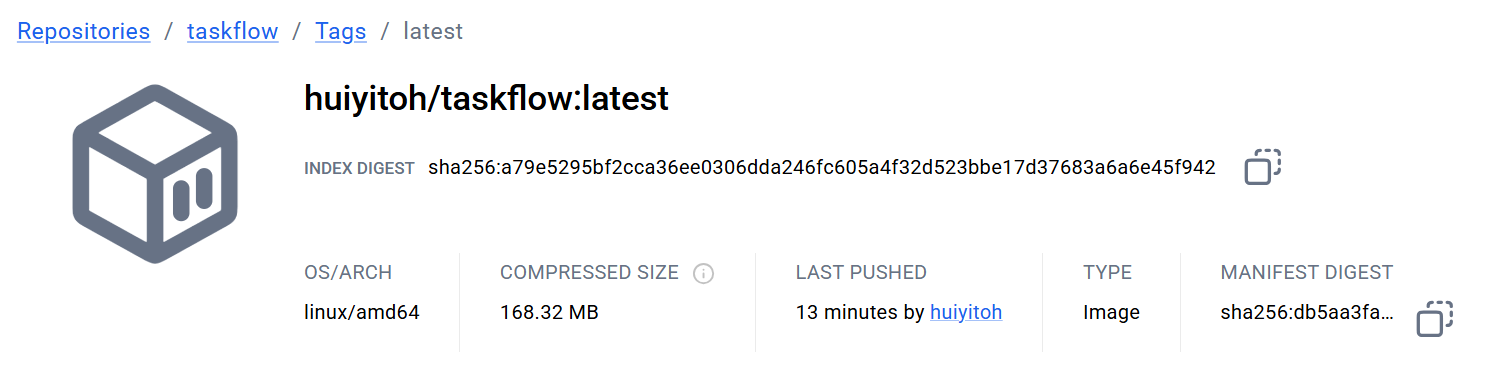 Repositories / taskflow / Tags / latest
huiyitoh/taskflow:latest
INDEX DIGEST sha256:a79e5295bf2cca36ee0306dda246fc605a4f32d523bbe17d37683a6a6e45f942
OS/ARCH COMPRESSED SIZE LAST PUSHED TYPE MANIFEST DIGEST
linux/amd64 168.32 MB 13 minutes by huiyitoh Image sha256:db5aa3fa...